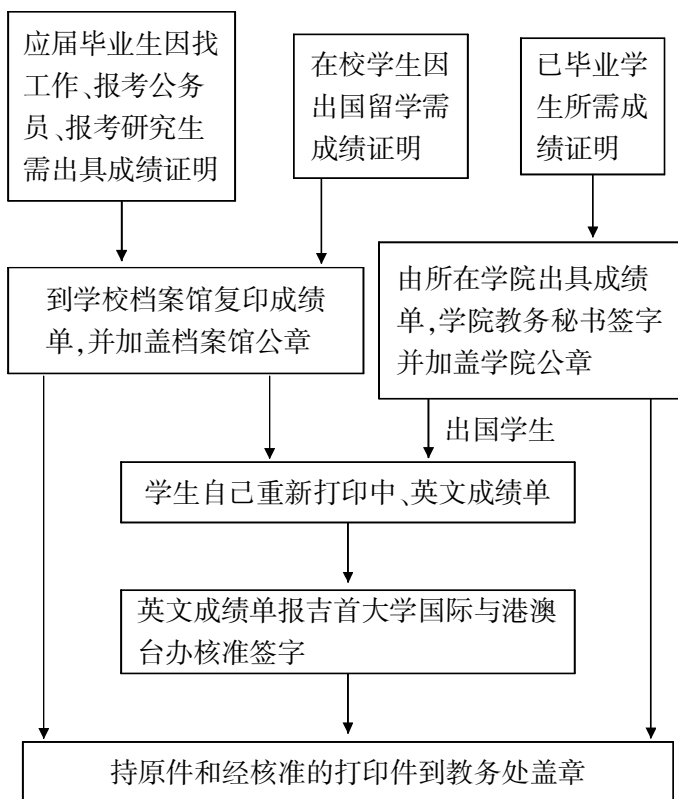 应届毕业生因找
工作、报考公务
员、报考研究生
需出具成绩证明
在校学生因
出国留学需
成绩证明
已毕业学
生所需成
绩证明
到学校档案馆复印成绩
单,并加盖档案馆公章
由所在学院出具成绩
单,学院教务秘书签字
并加盖学院公章
出国学生
学生自己重新打印中、英文成绩单
英文成绩单报吉首大学国际与港澳
台办核准签字
持原件和经核准的打印件到教务处盖章